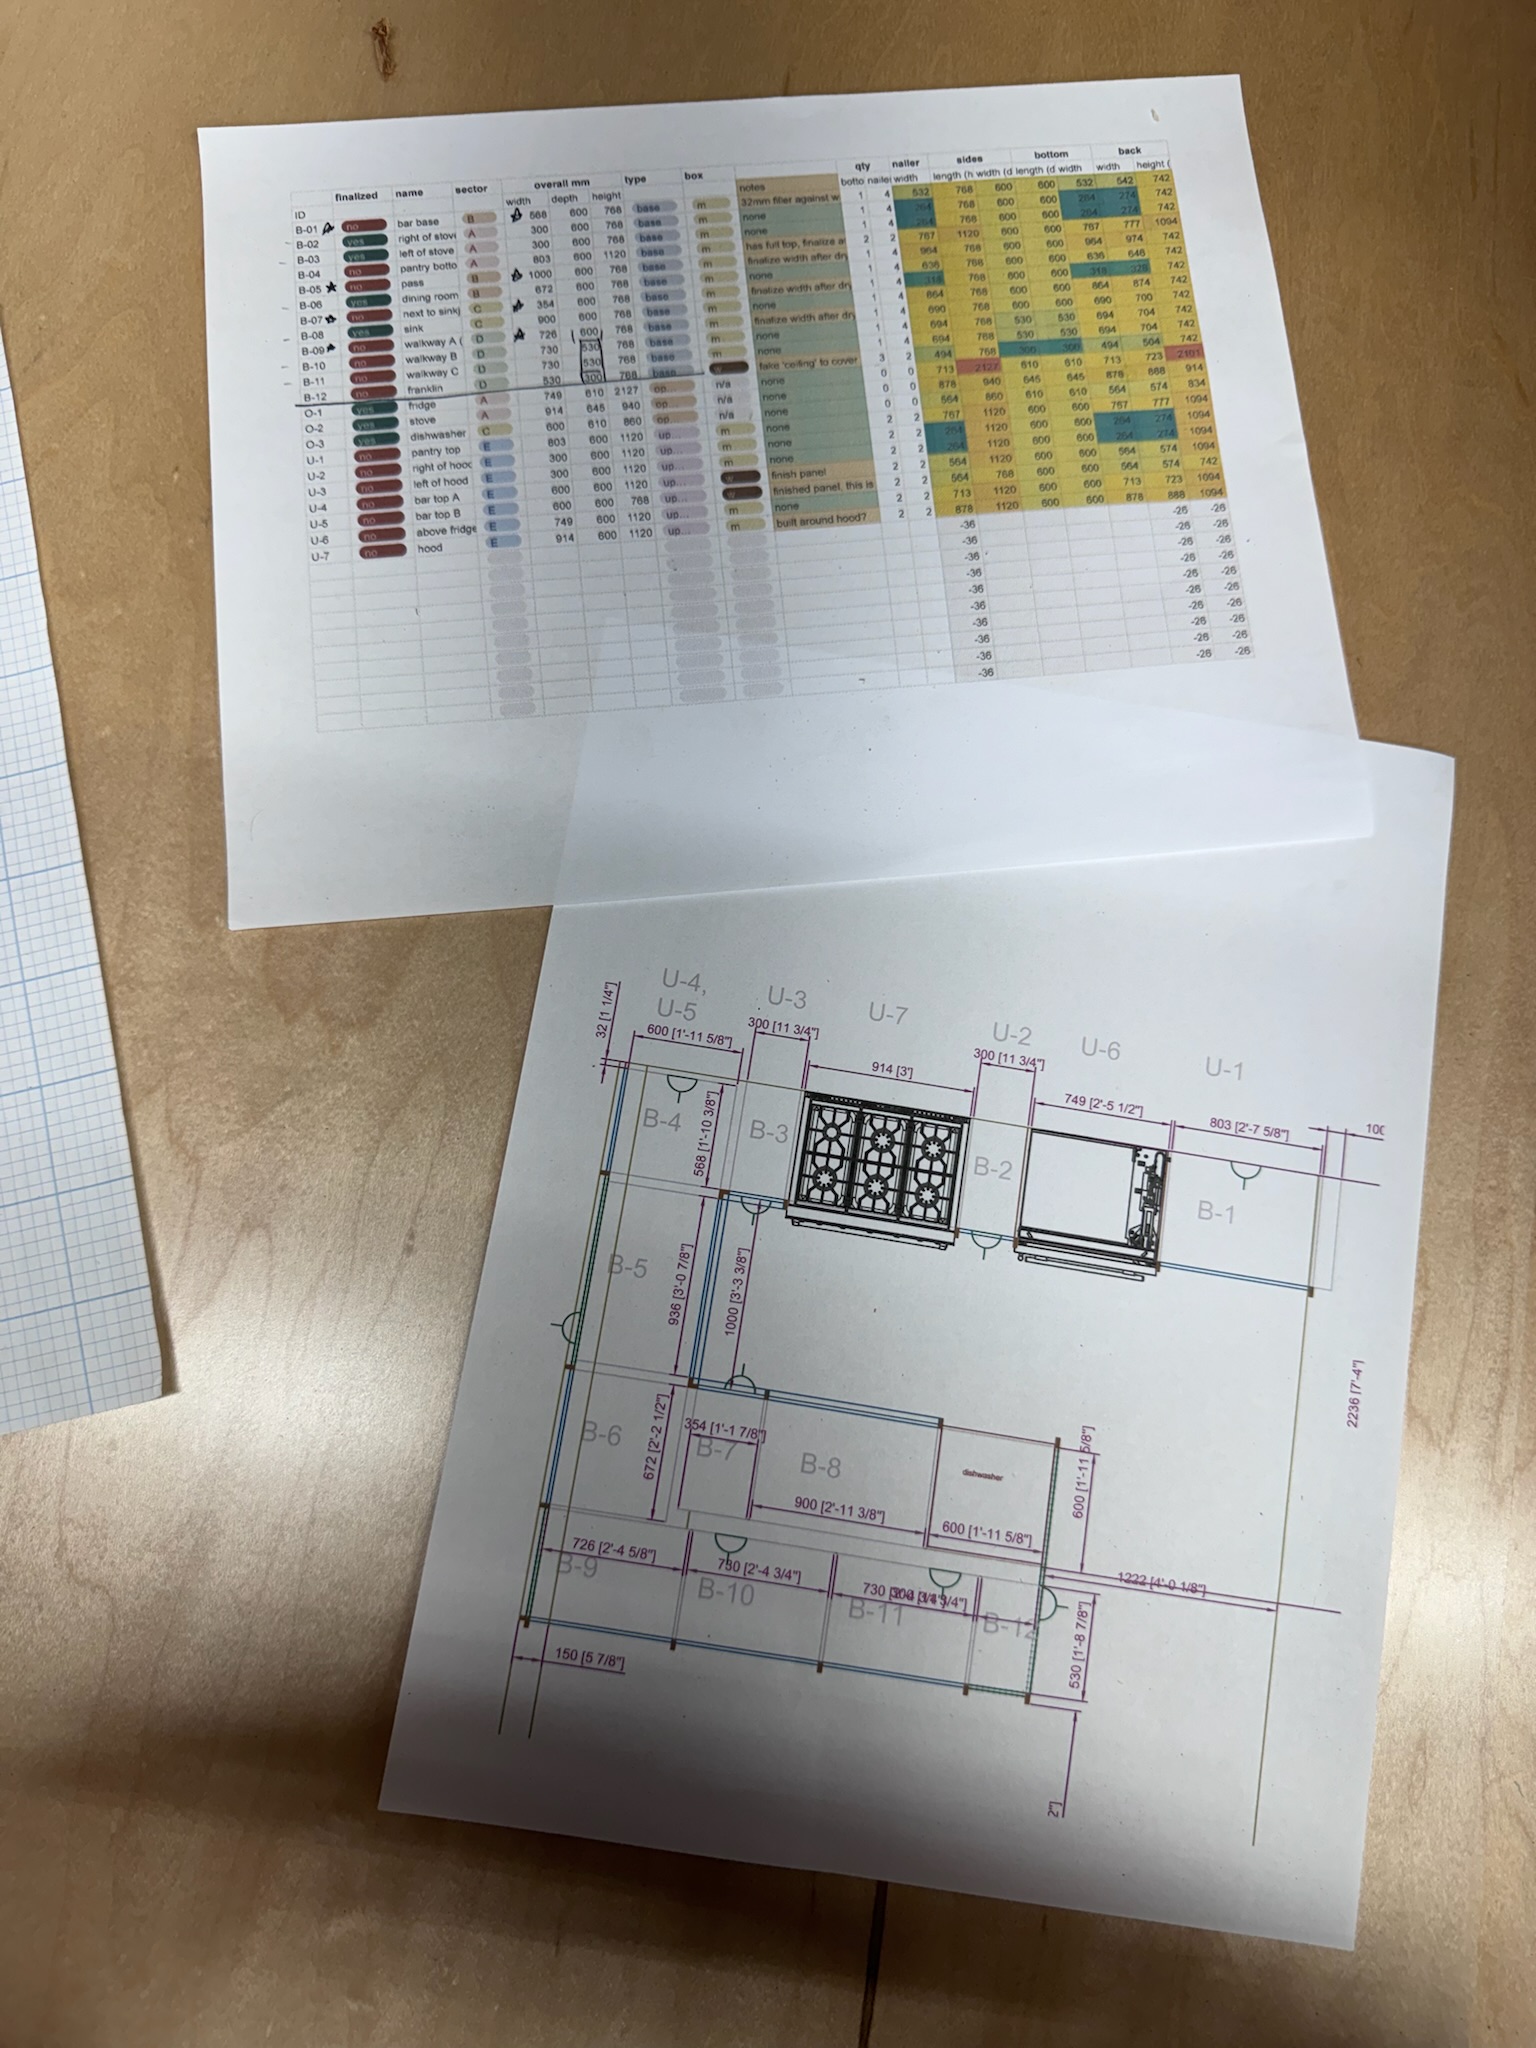 qty nailer sides bottom back
finalized name sector overall mm type box notes botto nailer width length (h width (d length (d width width height (
ID width depth height
B-01 no bar base B 568 600 768 base m 32mm filler against w 1 4 532 768 600 600 532 542 742
B-02 yes right of stove A 300 600 768 base m none 1 4 264 768 600 600 264 274 742
B-03 yes left of stove A 300 600 768 base m none 1 4 264 768 600 600 264 274 742
B-04 no pantry botto A 803 600 1120 base m has full top, finalize a 2 2 767 1120 600 600 767 777 1094
B-05 no pass B 1000 600 768 base m finalize width after dry 1 4 964 768 600 600 964 974 742
B-06 yes dining room B 672 600 768 base m none 1 4 636 768 600 600 636 646 742
B-07 no next to sink C 354 600 768 base m finalize width after dry 1 4 318 768 600 600 318 328 742
B-08 yes sink C 900 600 768 base m none 1 4 864 768 600 600 864 874 742
B-09 no walkway A ( D 726 600 768 base m finalize width after dry 1 4 690 768 600 600 690 700 742
B-10 no walkway B D 730 530 768 base m none 1 4 694 768 530 530 694 704 742
B-11 no walkway C D 730 530 768 base m none 1 4 694 768 530 530 694 704 742
B-12 no franklin D 530 300 768 base m none 1 4 494 768 300 300 494 504 742
O-1 yes fridge A 749 610 2127 op... w fake 'ceiling' to cover 3 2 713 2127 610 610 713 723 2101
O-2 yes stove A 914 645 940 op... n/a none 0 0 878 940 645 645 878 888 914
O-3 yes dishwasher C 600 610 860 op... n/a none 0 0 564 860 610 610 564 574 834
U-1 no pantry top E 803 600 1120 up... m none 2 2 767 1120 600 600 767 777 1094
U-2 no right of hood E 300 600 1120 up... m none 2 2 264 1120 600 600 264 274 1094
U-3 no left of hood E 300 600 1120 up... m none 2 2 264 1120 600 600 264 274 1094
U-4 no bar top A E 600 600 1120 up... w finish panel 2 2 564 1120 600 600 564 574 1094
U-5 no bar top B E 600 600 768 up... w finished panel, this is 2 2 564 768 600 600 564 574 742
U-6 no above fridge E 749 600 1120 up... m none 2 2 713 1120 600 600 713 723 1094
U-7 no hood E 914 600 1120 up... m built around hood? 2 2 878 1120 600 600 878 888 1094
-36 -26 -26
-36 -26 -26
-36 -26 -26
-36 -26 -26
-36 -26 -26
-36 -26 -26
-36 -26 -26
-36 -26 -26
-36 -26 -26
-36 -26 -26
U-4,
U-5
U-3
U-7
U-2
U-6
U-1
32 [1 1/4"]
600 [1'-11 5/8"]
300 [11 3/4"]
914 [3']
300 [11 3/4"]
749 [2'-5 1/2"]
803 [2'-7 5/8"]
100
B-4
568 [1'-10 3/8"]
B-3
B-2
B-1
B-5
936 [3'-0 7/8"]
1000 [3'-3 3/8"]
2236 [7'-4"]
B-6
672 [2'-2 1/2"]
354 [1'-1 7/8"]
B-7
B-8
dishwasher
900 [2'-11 3/8"]
600 [1'-11 5/8"]
600 [1'-11 5/8"]
726 [2'-4 5/8"]
B-9
730 [2'-4 3/4"]
B-10
730
B-11
B-12
1222 [4'-0 1/8"]
530 [1'-8 7/8"]
150 [5 7/8"]
2"]